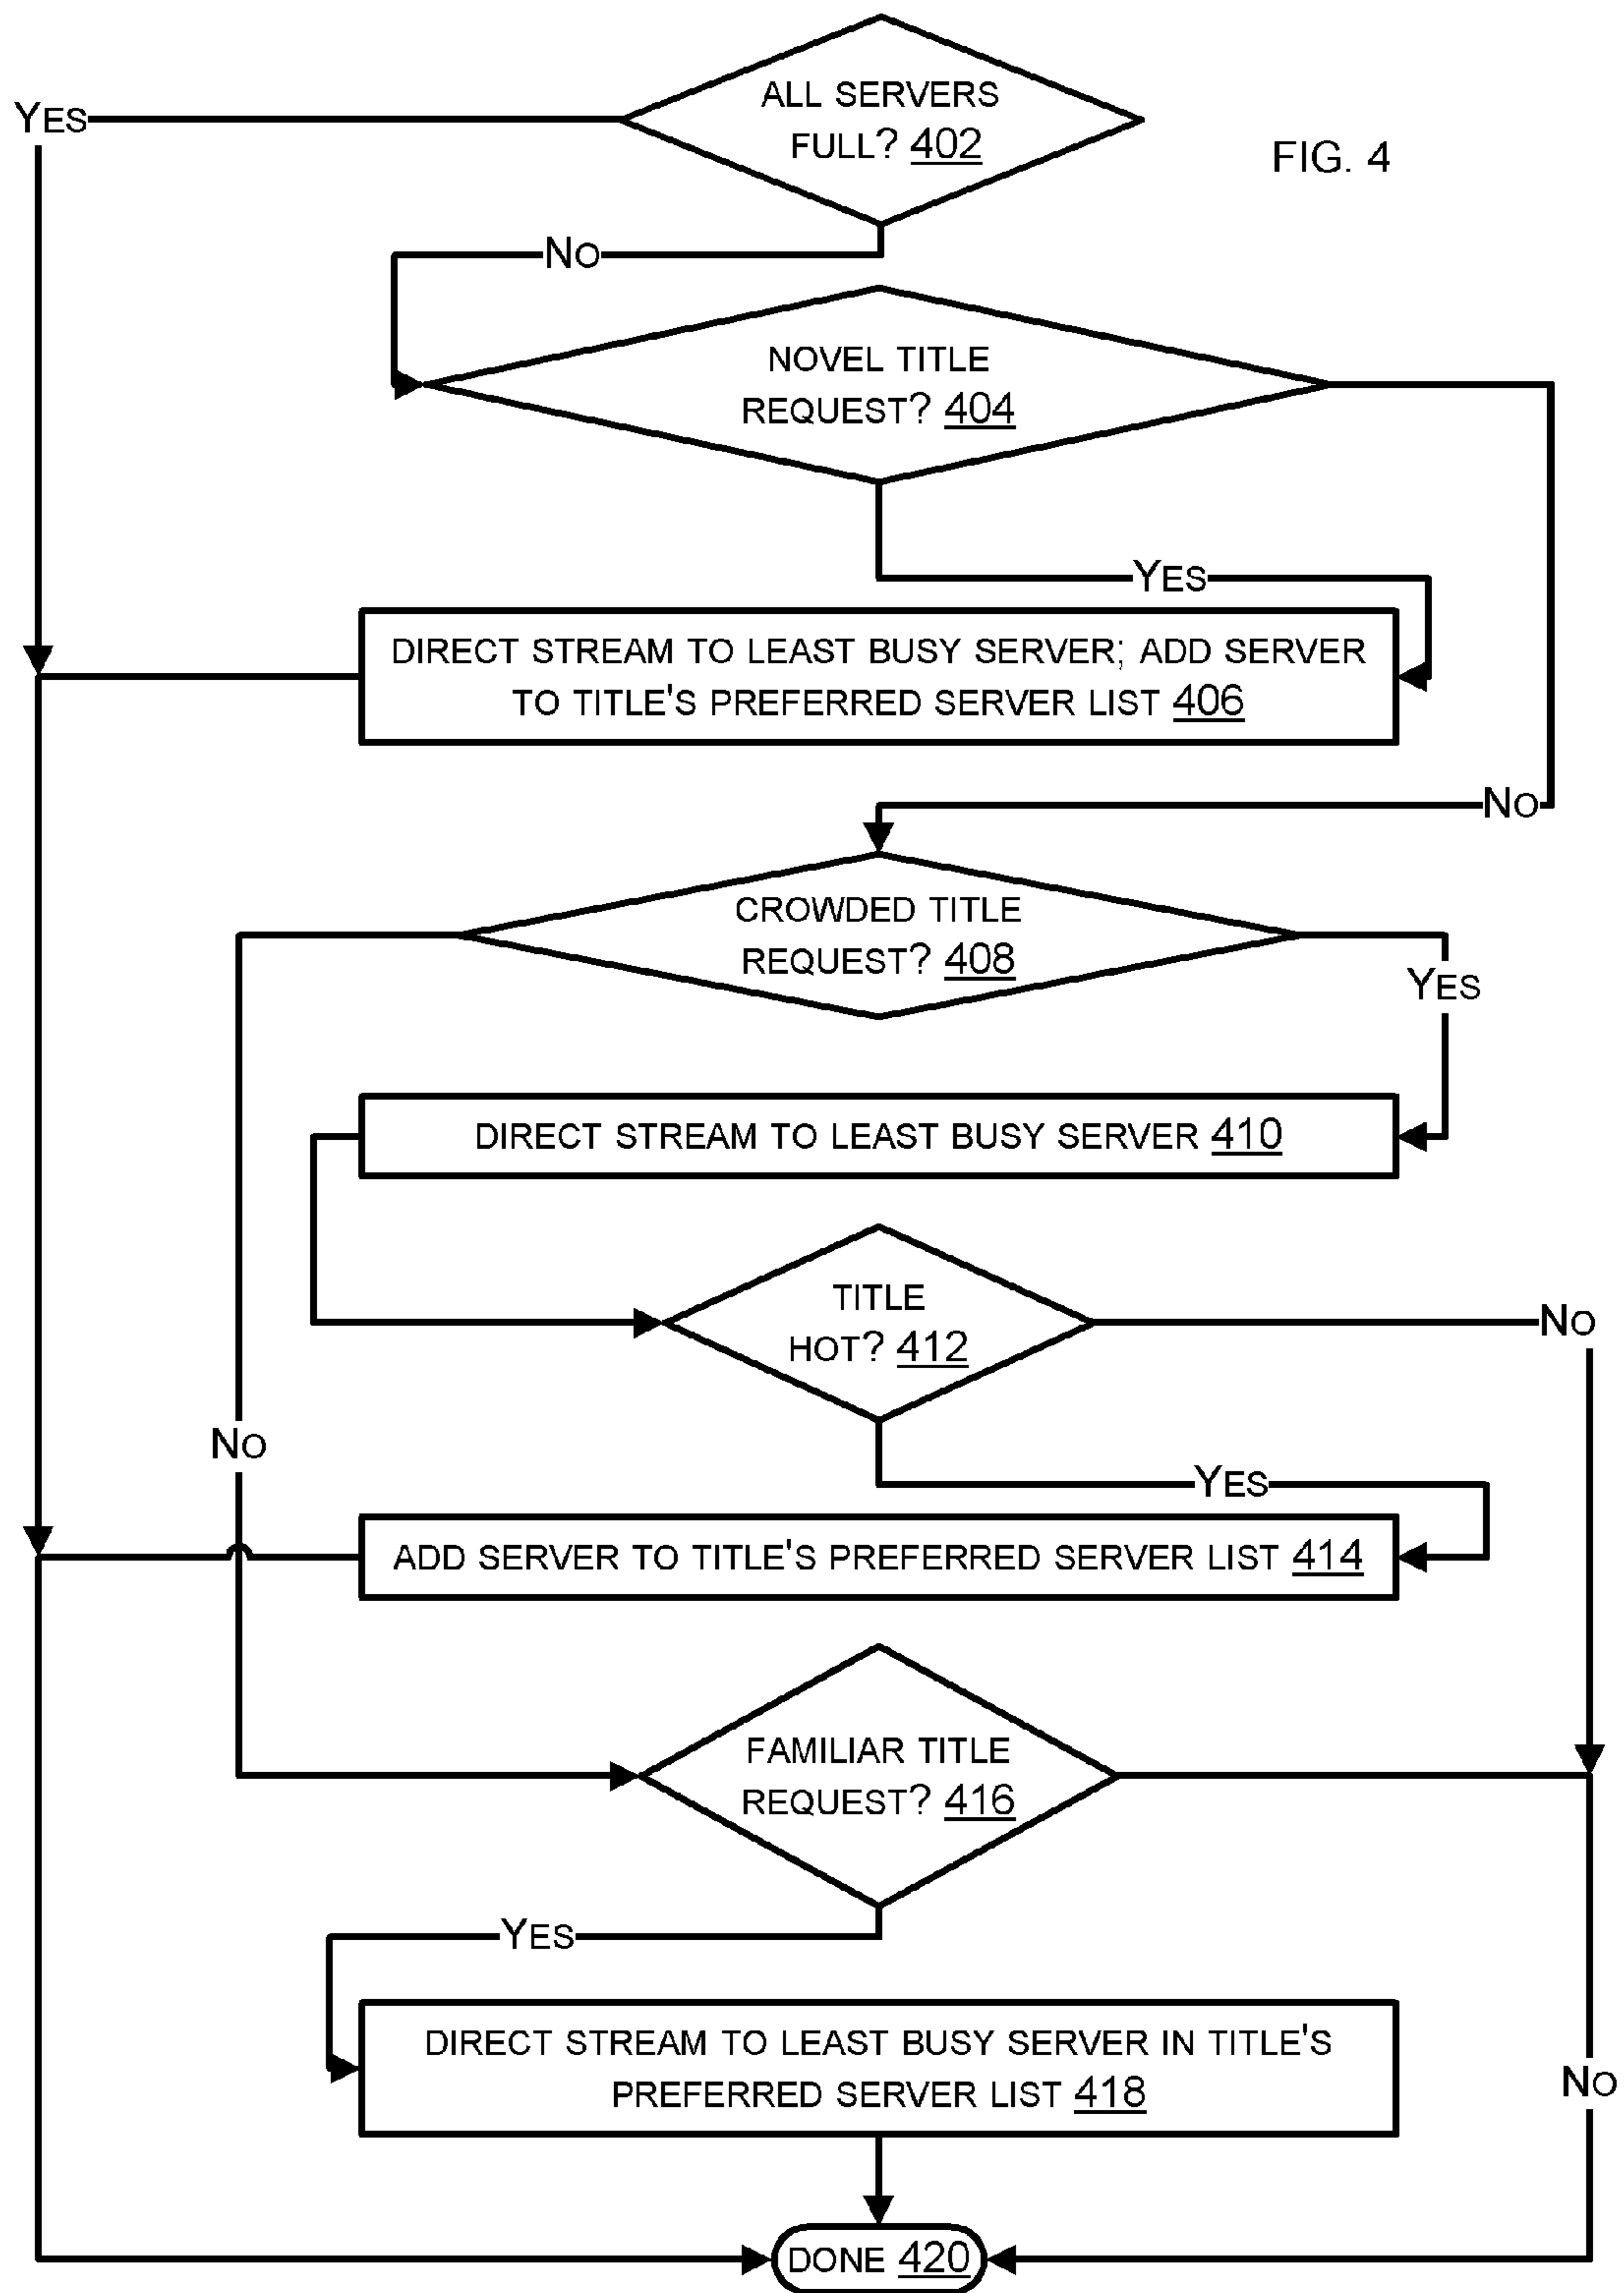 ALL SERVERS
FULL? 402
YES
FIG. 4
NO
NOVEL TITLE
REQUEST? 404
YES
DIRECT STREAM TO LEAST BUSY SERVER; ADD SERVER
TO TITLE'S PREFERRED SERVER LIST 406
NO
CROWDED TITLE
REQUEST? 408
YES
DIRECT STREAM TO LEAST BUSY SERVER 410
TITLE
HOT? 412
NO
NO
YES
ADD SERVER TO TITLE'S PREFERRED SERVER LIST 414
FAMILIAR TITLE
REQUEST? 416
YES
DIRECT STREAM TO LEAST BUSY SERVER IN TITLE'S
PREFERRED SERVER LIST 418
NO
DONE 420